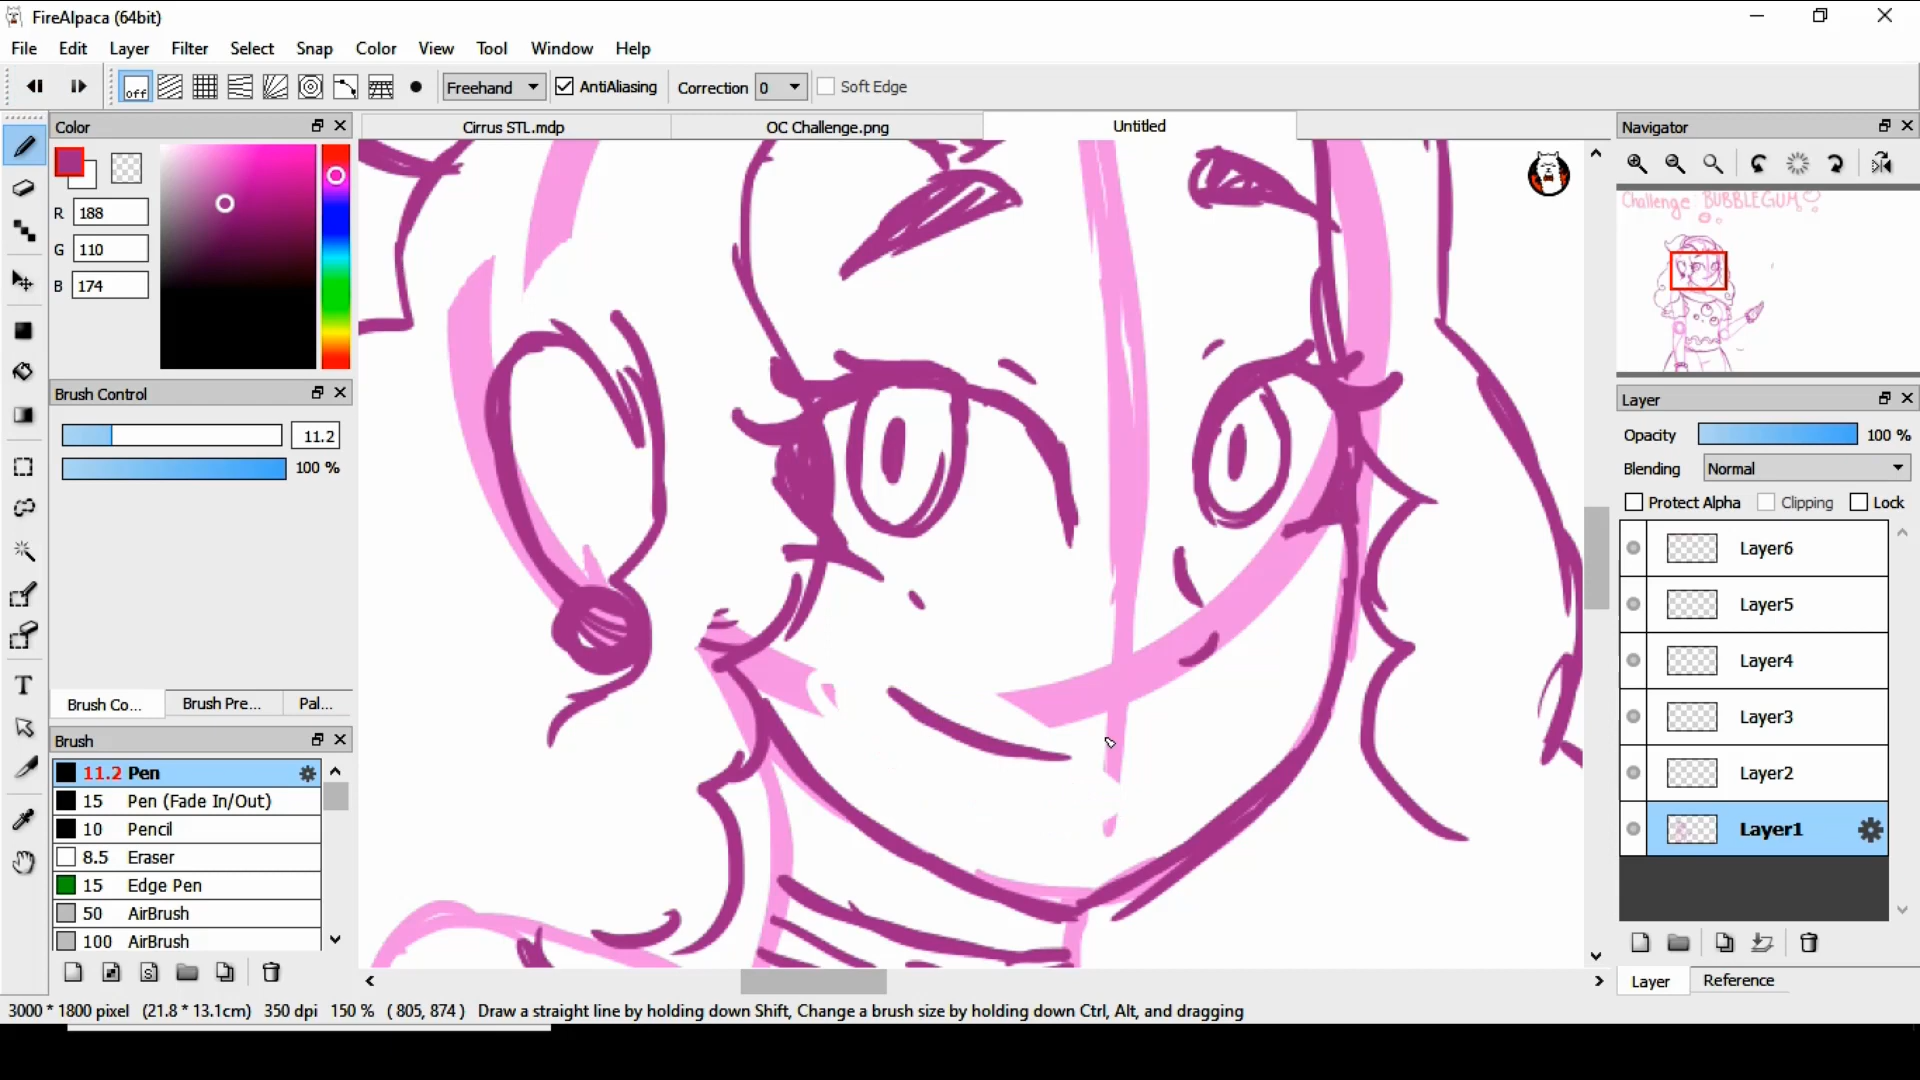 FireAlpaca (64bit)
File Edit Layer Filter Select Snap Color View Tool Window Help
off Freehand AntiAliasing Correction 0 Soft Edge
Color
Cirrus STL.mdp OC Challenge.png Untitled
Navigator
R 188
G 110
B 174
Challenge BUBBLEGUM
Brush Control
11.2
100 %
Layer
Opacity 100 %
Blending Normal
Protect Alpha Clipping Lock
Layer6
Layer5
Layer4
Layer3
Layer2
Layer1
Brush Co... Brush Pre... Pal...
Brush
11.2 Pen
15 Pen (Fade In/Out)
10 Pencil
8.5 Eraser
15 Edge Pen
50 AirBrush
100 AirBrush
T
S
Layer Reference
3000 * 1800 pixel (21.8 * 13.1cm) 350 dpi 150 % ( 805, 874 ) Draw a straight line by holding down Shift, Change a brush size by holding down Ctrl, Alt, and dragging